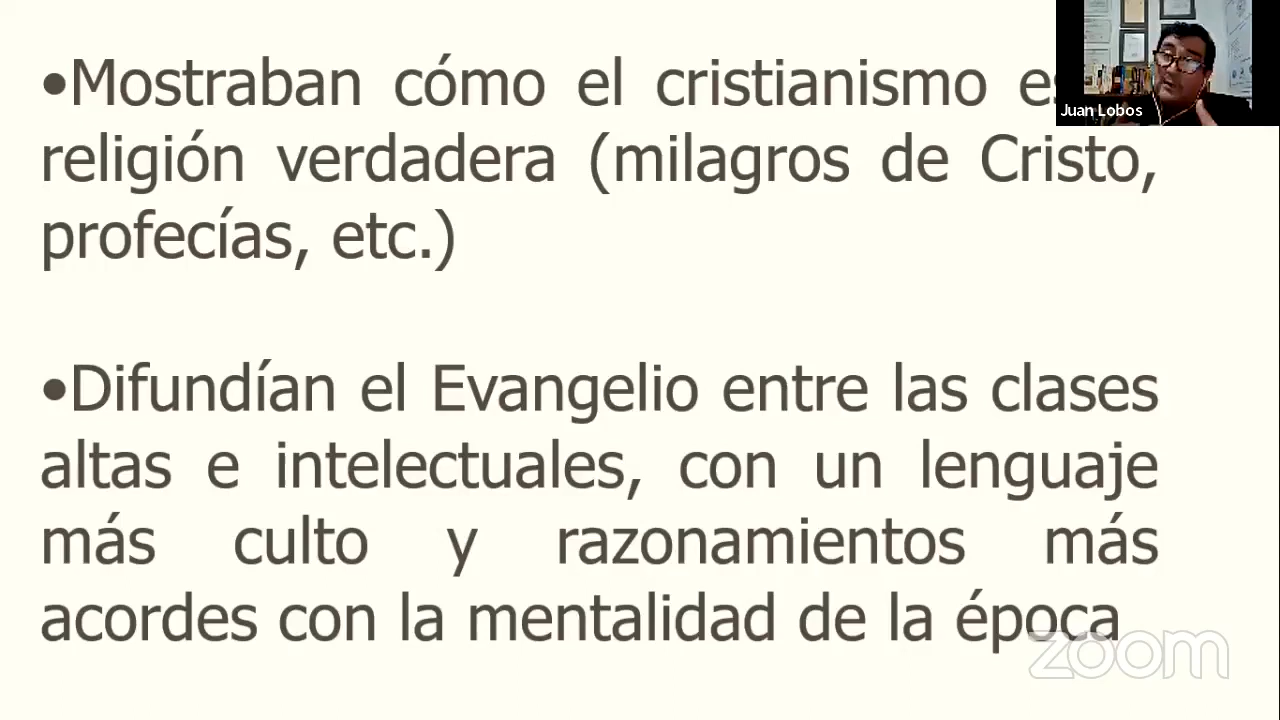 •Mostraban cómo el cristianismo
religión verdadera (milagros de Cristo,
profecías, etc.)
•Difundían el Evangelio entre las clases
altas e intelectuales, con un lenguaje
más culto y razonamientos más
acordes con la mentalidad de la época
Juan Lobos
zoom